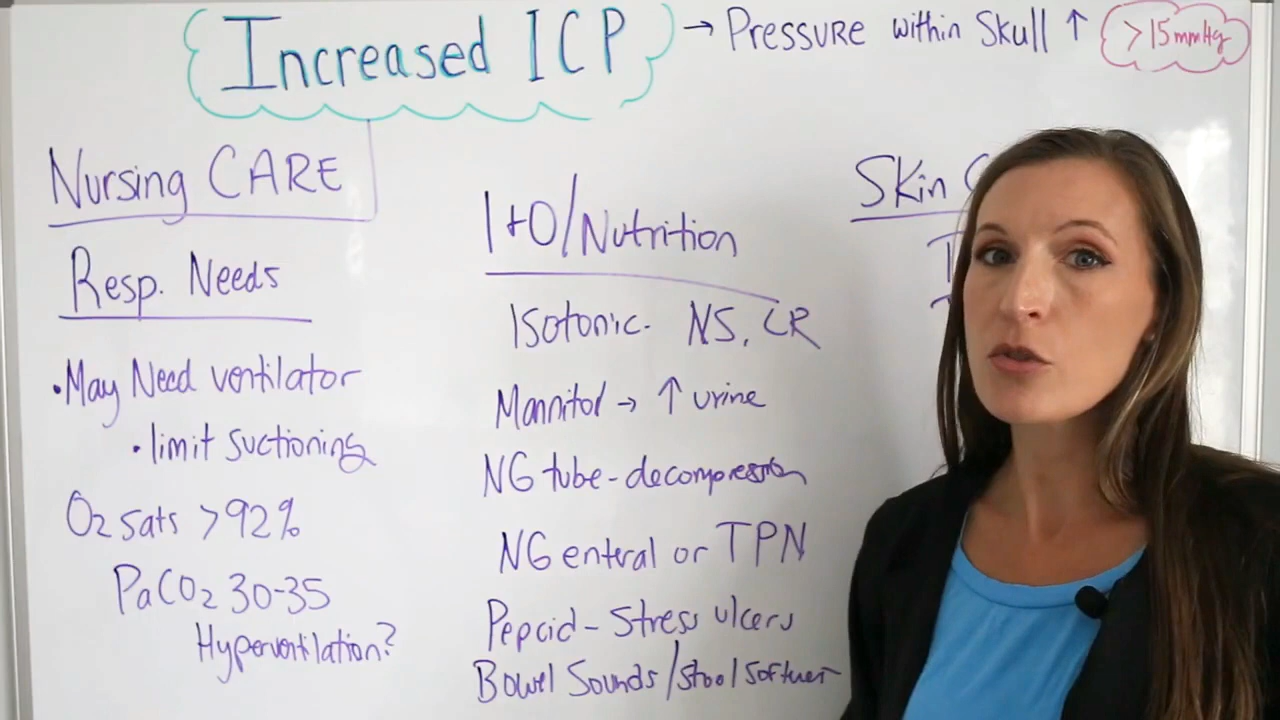 Increased ICP → Pressure within Skull ↑ >15mmHg
Nursing CARE
Resp. Needs
•May Need ventilator
•limit suctioning
O2 sats >92%
PaCO2 30-35
Hyperventilation?
I+O/Nutrition
Isotonic- NS, LR
Mannitol → ↑ urine
NG tube-decompression
NG enteral or TPN
Pepcid-Stress ulcers
Bowel Sounds/stool softner
Skin